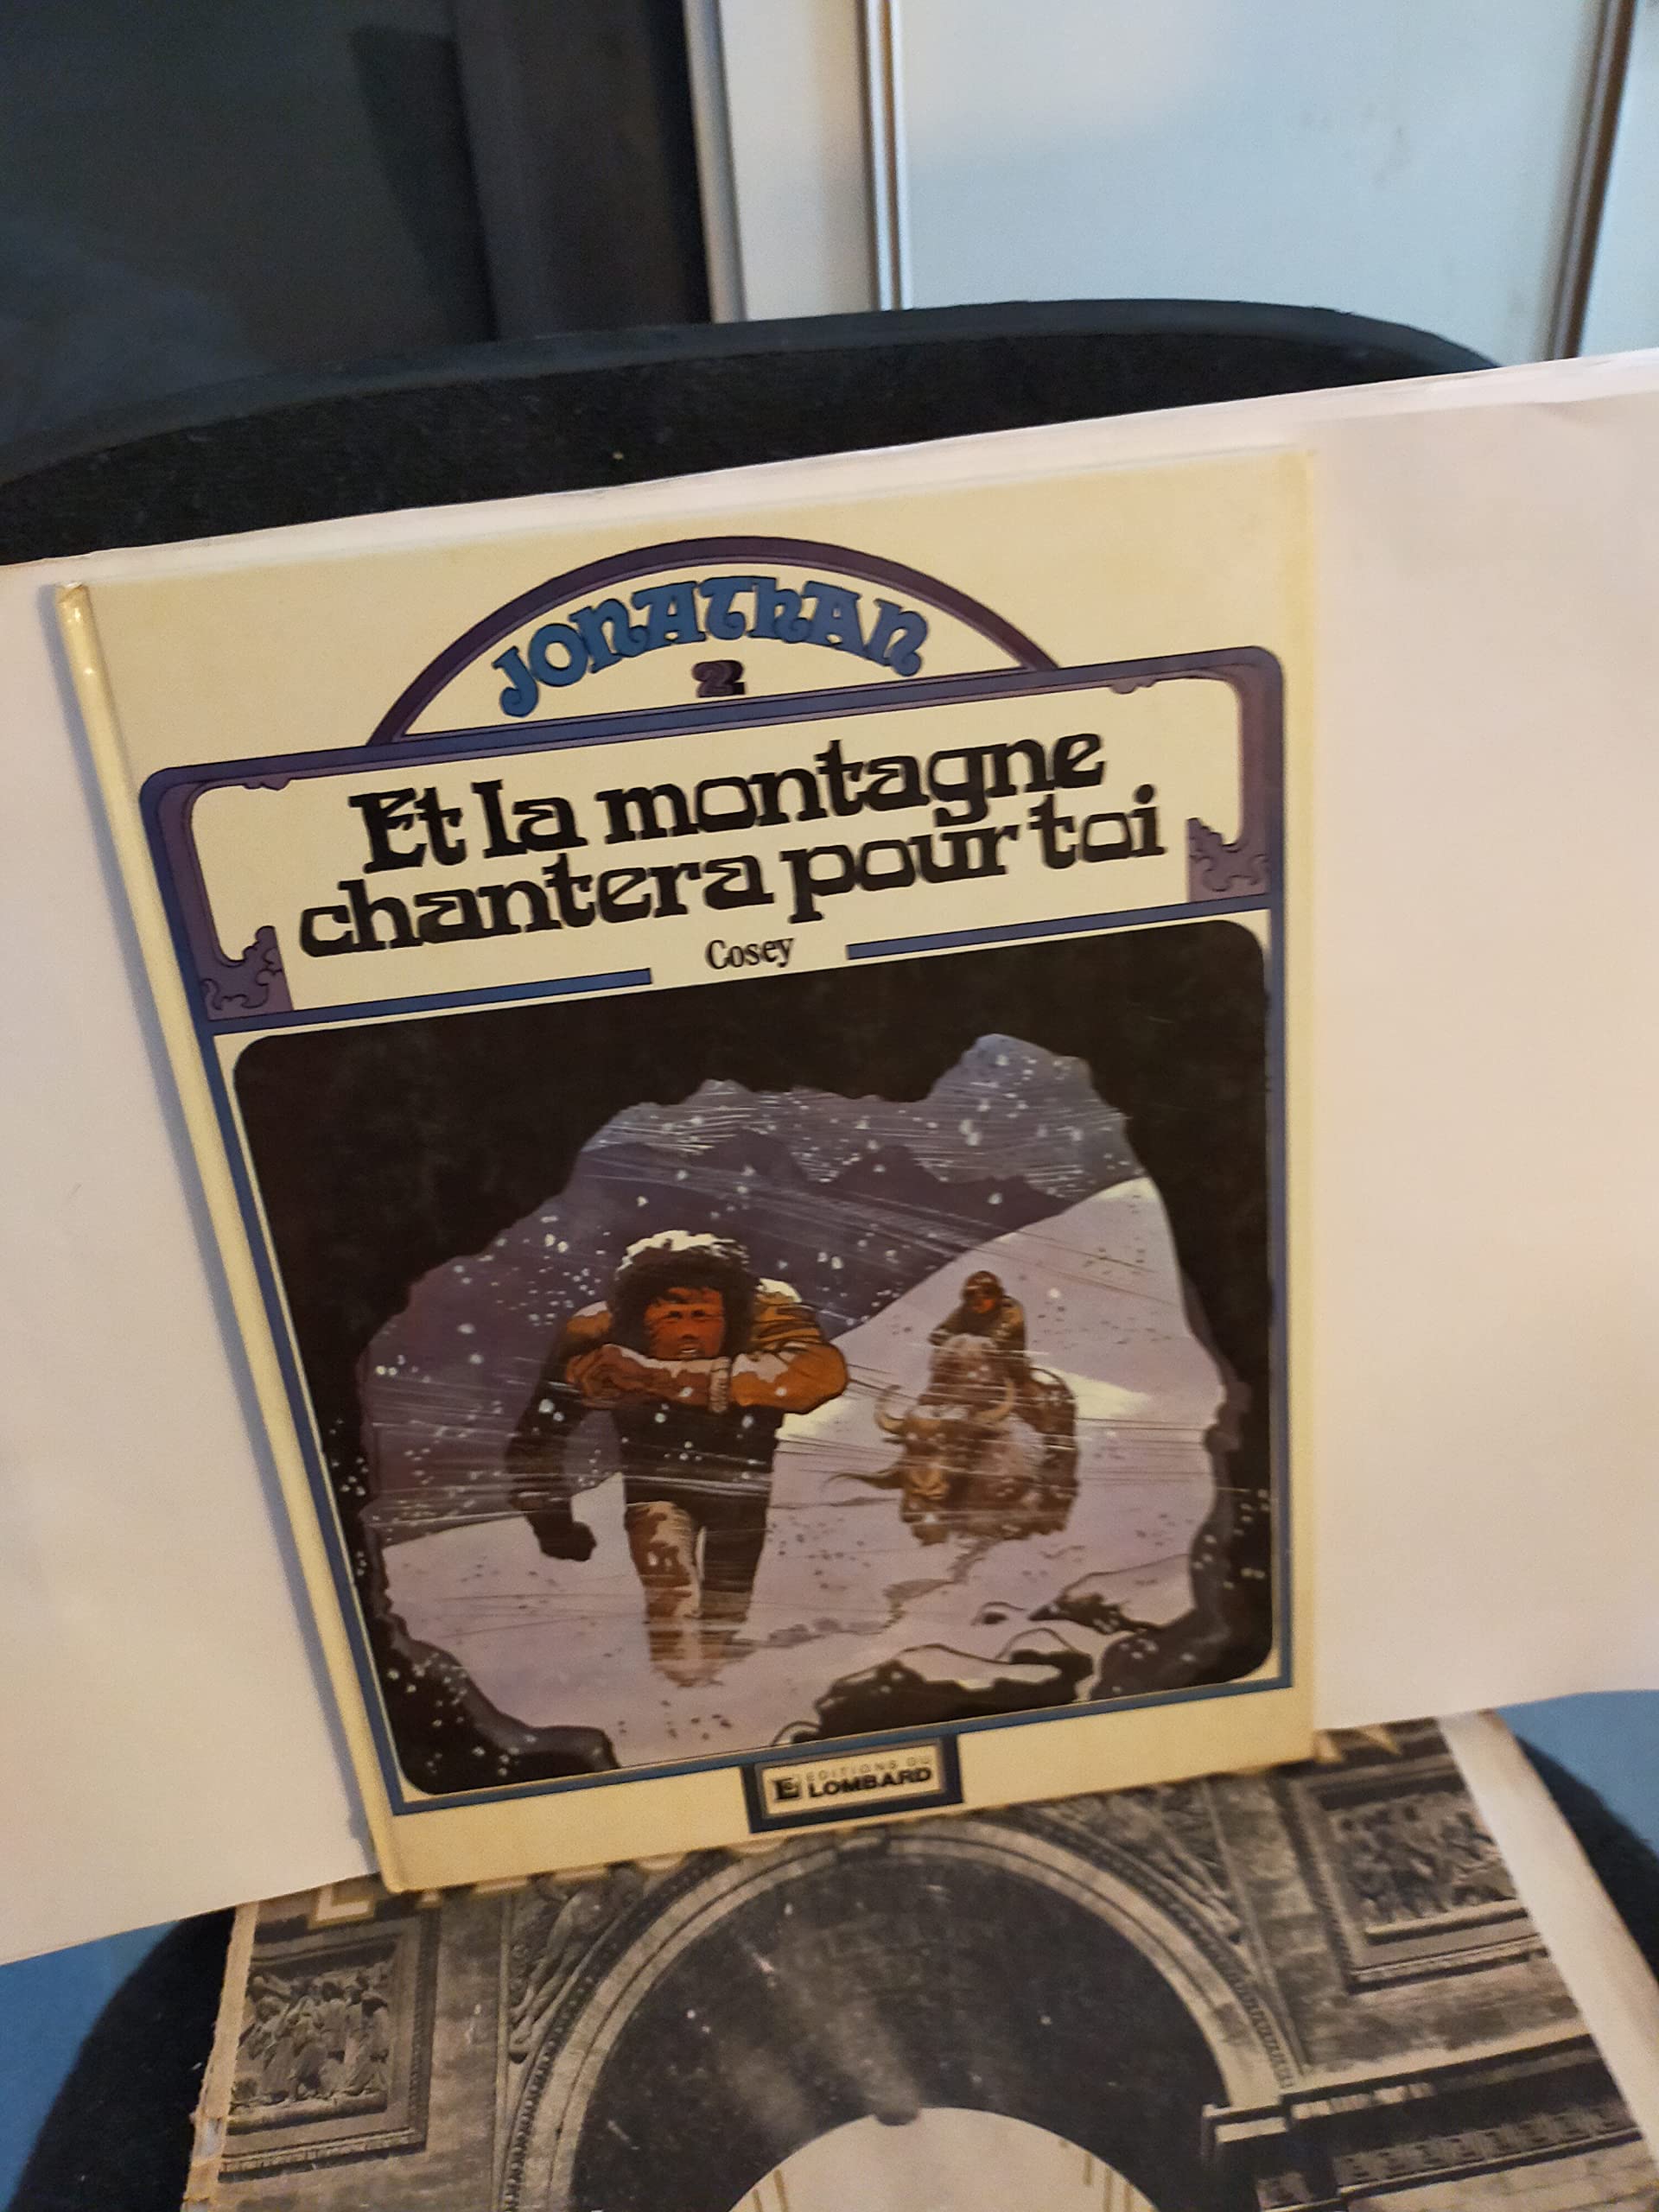 JONATHAN
2
Et la montagne
chantera pour toi
Cosey
EDITIONS DU
LOMBARD